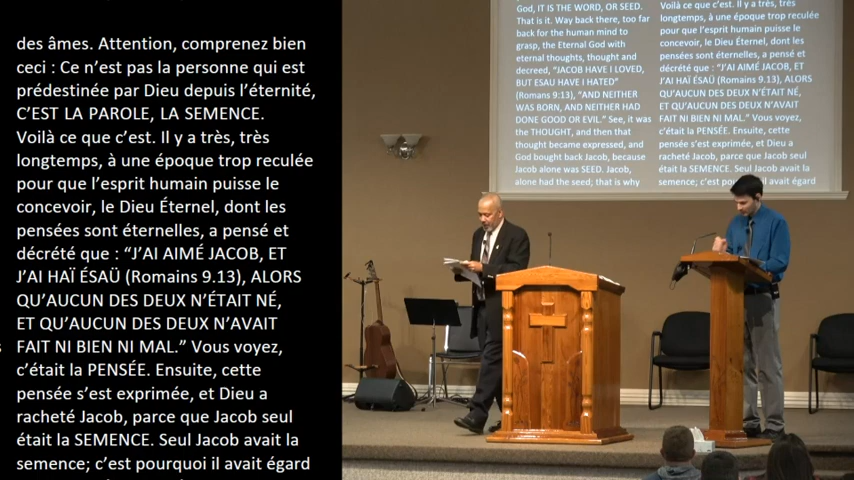 des âmes. Attention, comprenez bien
ceci : Ce n’est pas la personne qui est
prédestinée par Dieu depuis l’éternité,
C’EST LA PAROLE, LA SEMENCE.
Voilà ce que c’est. Il y a très, très
longtemps, à une époque trop reculée
pour que l’esprit humain puisse le
concevoir, le Dieu Éternel, dont les
pensées sont éternelles, a pensé et
décrété que : “J’AI AIMÉ JACOB, ET
J’AI HAÏ ÉSAÜ (Romains 9.13), ALORS
QU’AUCUN DES DEUX N’ÉTAIT NÉ,
ET QU’AUCUN DES DEUX N’AVAIT
FAIT NI BIEN NI MAL.” Vous voyez,
c’était la PENSÉE. Ensuite, cette
pensée s’est exprimée, et Dieu a
racheté Jacob, parce que Jacob seul
était la SEMENCE. Seul Jacob avait la
semence; c’est pourquoi il avait égard
God, IT IS THE WORD, OR SEED.
That is it. Way back there, too far
back for the human mind to
grasp, the Eternal God with
eternal thoughts, thought and
decreed, “JACOB HAVE I LOVED,
BUT ESAU HAVE I HATED”
(Romans 9:13), “AND NEITHER
WAS BORN, AND NEITHER HAD
DONE GOOD OR EVIL.” See, it was
the THOUGHT, and then that
thought became expressed, and
God bought back Jacob, because
Jacob alone was SEED. Jacob
alone had the seed; that is why
Voilà ce que c’est. Il y a très, très
longtemps, à une époque trop reculée
pour que l’esprit humain puisse le
concevoir, le Dieu Éternel, dont les
pensées sont éternelles, a pensé et
décrété que : “J’AI AIMÉ JACOB, ET
J’AI HAÏ ÉSAÜ (Romains 9.13), ALORS
QU’AUCUN DES DEUX N’ÉTAIT NÉ,
ET QU’AUCUN DES DEUX N’AVAIT
FAIT NI BIEN NI MAL.” Vous voyez,
c’était la PENSÉE. Ensuite, cette
pensée s’est exprimée, et Dieu a
racheté Jacob, parce que Jacob seul
était la SEMENCE. Seul Jacob avait la
semence; c’est il avait égard